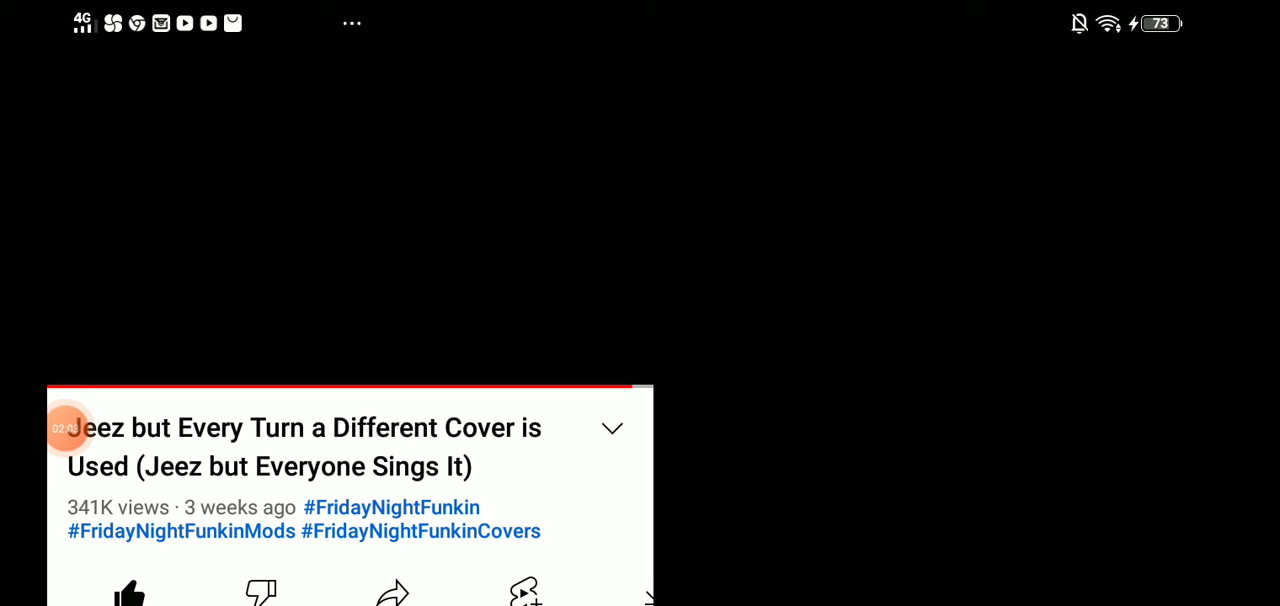 4G
73
02:03
Jeez but Every Turn a Different Cover is
Used (Jeez but Everyone Sings It)
341K views · 3 weeks ago #FridayNightFunkin
#FridayNightFunkinMods #FridayNightFunkinCovers